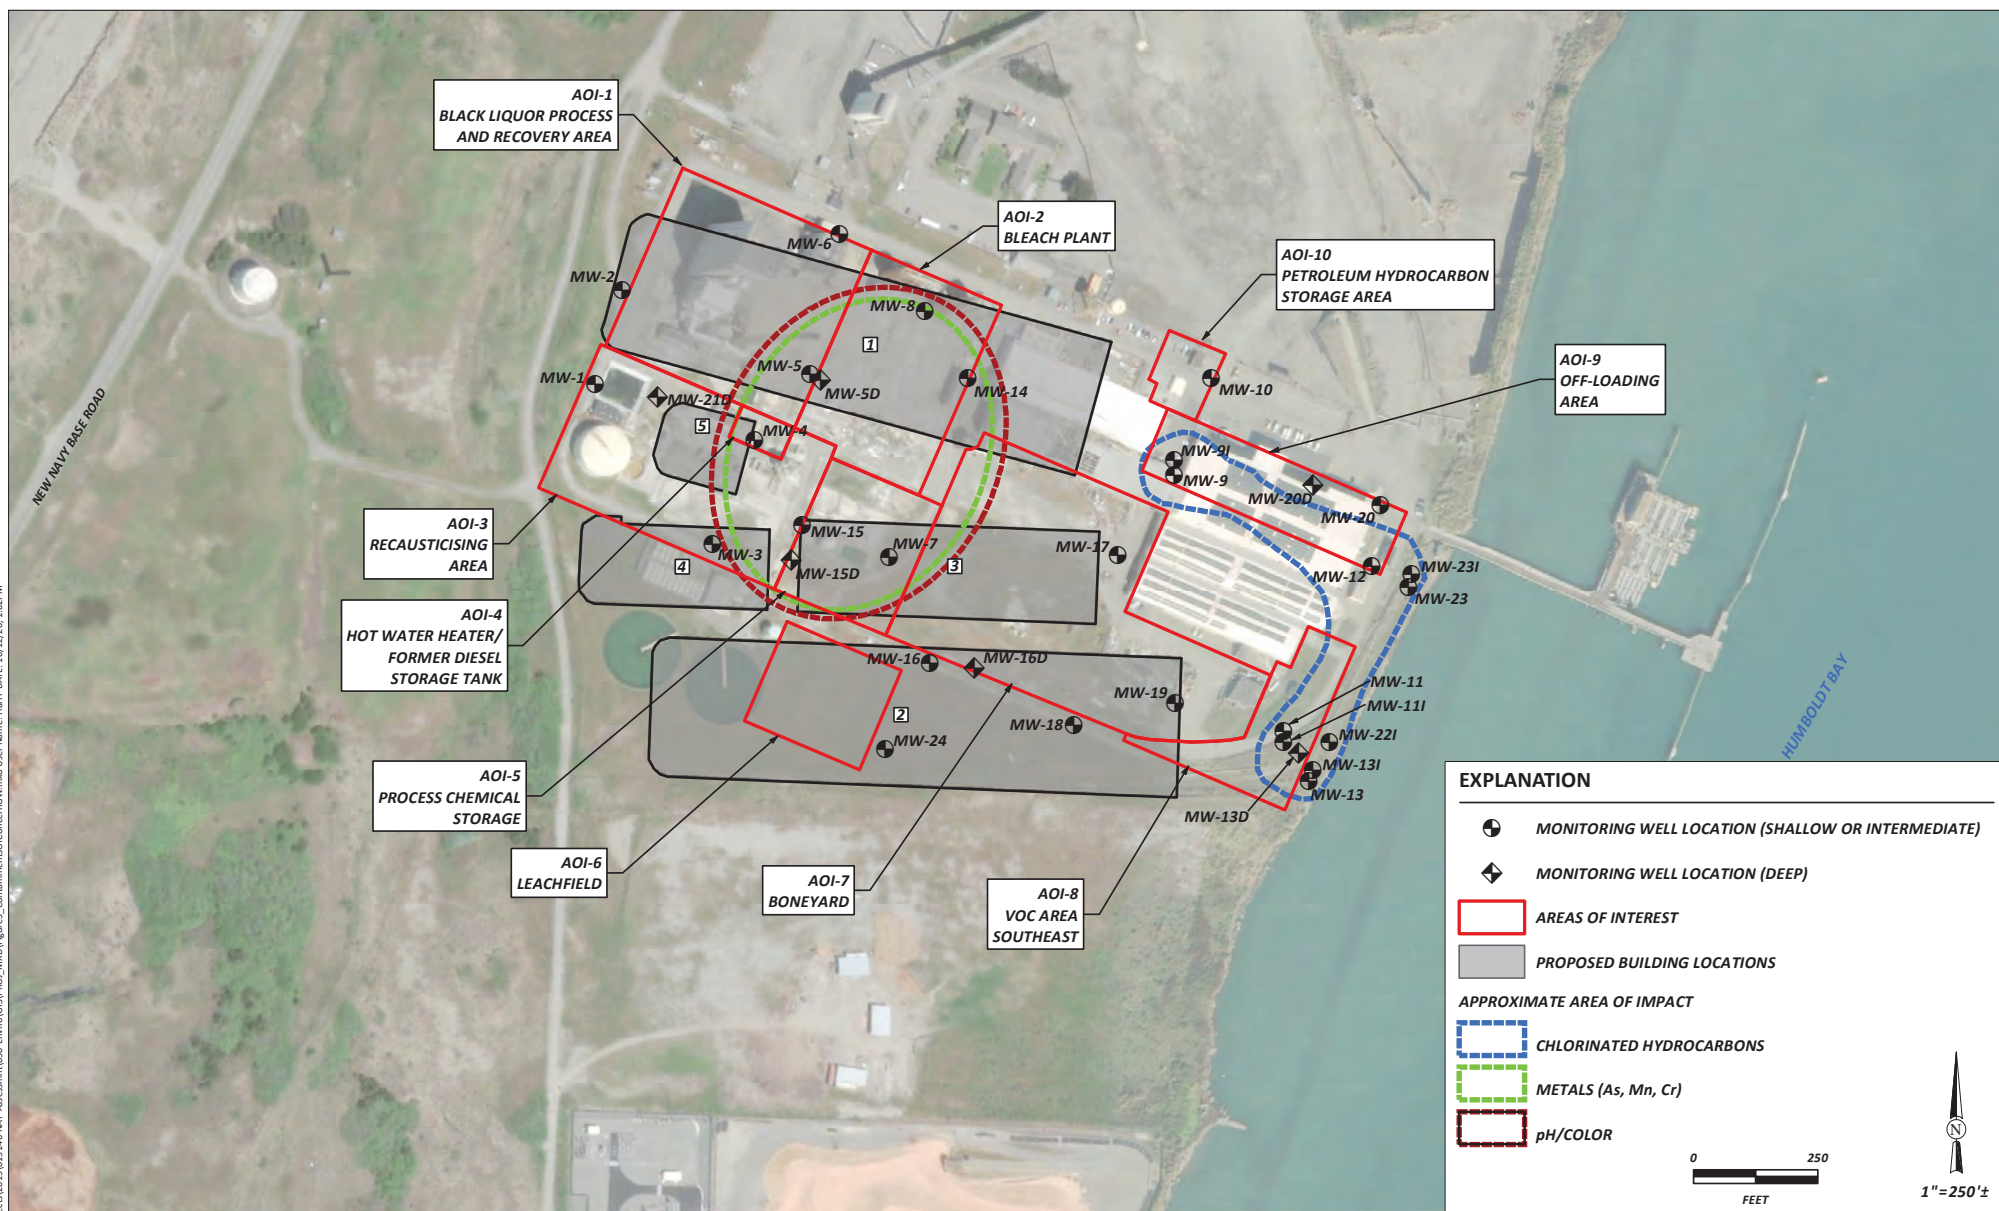 AOI-1
BLACK LIQUOR PROCESS
AND RECOVERY AREA
AOI-2
BLEACH PLANT
AOI-10
PETROLEUM HYDROCARBON
STORAGE AREA
AOI-9
OFF-LOADING
AREA
MW-6
MW-2
MW-8
1
MW-5
MW-5D
MW-14
MW-1
MW-21D
MW-10
5
MW-4
NEW NAVY BASE ROAD
MW-9I
MW-9
MW-20D
MW-20
AOI-3
RECAUSTICISING
AREA
MW-15
MW-3
MW-7
MW-17
4
MW-15D
3
MW-12
MW-23I
MW-23
AOI-4
HOT WATER HEATER/
FORMER DIESEL
STORAGE TANK
MW-16
MW-16D
MW-11
MW-19
MW-11I
2
MW-18
MW-22I
MW-24
MW-13I
MW-13
MW-13D
HUMBOLDT BAY
AOI-5
PROCESS CHEMICAL
STORAGE
AOI-6
LEACHFIELD
AOI-7
BONEYARD
AOI-8
VOC AREA
SOUTHEAST
EXPLANATION
MONITORING WELL LOCATION (SHALLOW OR INTERMEDIATE)
MONITORING WELL LOCATION (DEEP)
AREAS OF INTEREST
PROPOSED BUILDING LOCATIONS
APPROXIMATE AREA OF IMPACT
CHLORINATED HYDROCARBONS
METALS (As, Mn, Cr)
pH/COLOR
0 250
FEET
N
1"=250'±